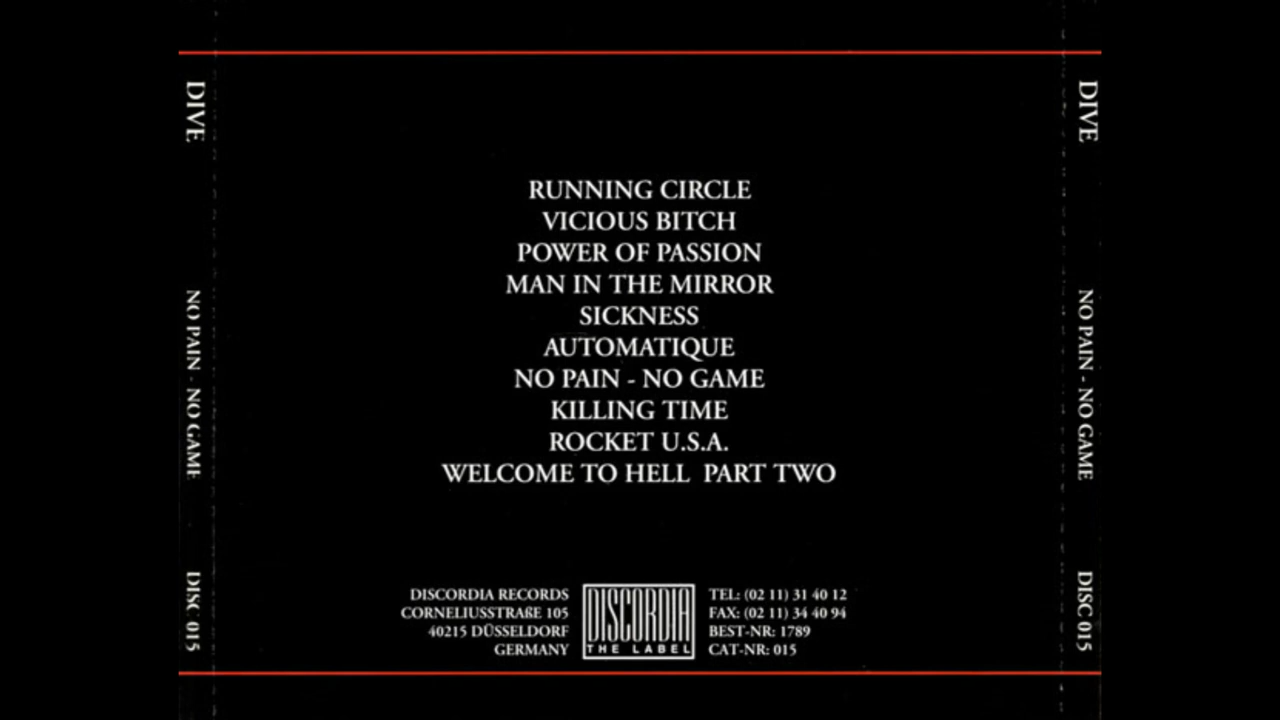 DIVE
NO PAIN - NO GAME
DISC 015
RUNNING CIRCLE
VICIOUS BITCH
POWER OF PASSION
MAN IN THE MIRROR
SICKNESS
AUTOMATIQUE
NO PAIN - NO GAME
KILLING TIME
ROCKET U.S.A.
WELCOME TO HELL PART TWO
DISCORDIA RECORDS
CORNELIUSSTRAßE 105
40215 DÜSSELDORF
GERMANY
DISCORDIA
THE LABEL
TEL: (02 11) 31 40 12
FAX: (02 11) 34 40 94
BEST-NR: 1789
CAT-NR: 015
DIVE
NO PAIN - NO GAME
DISC 015